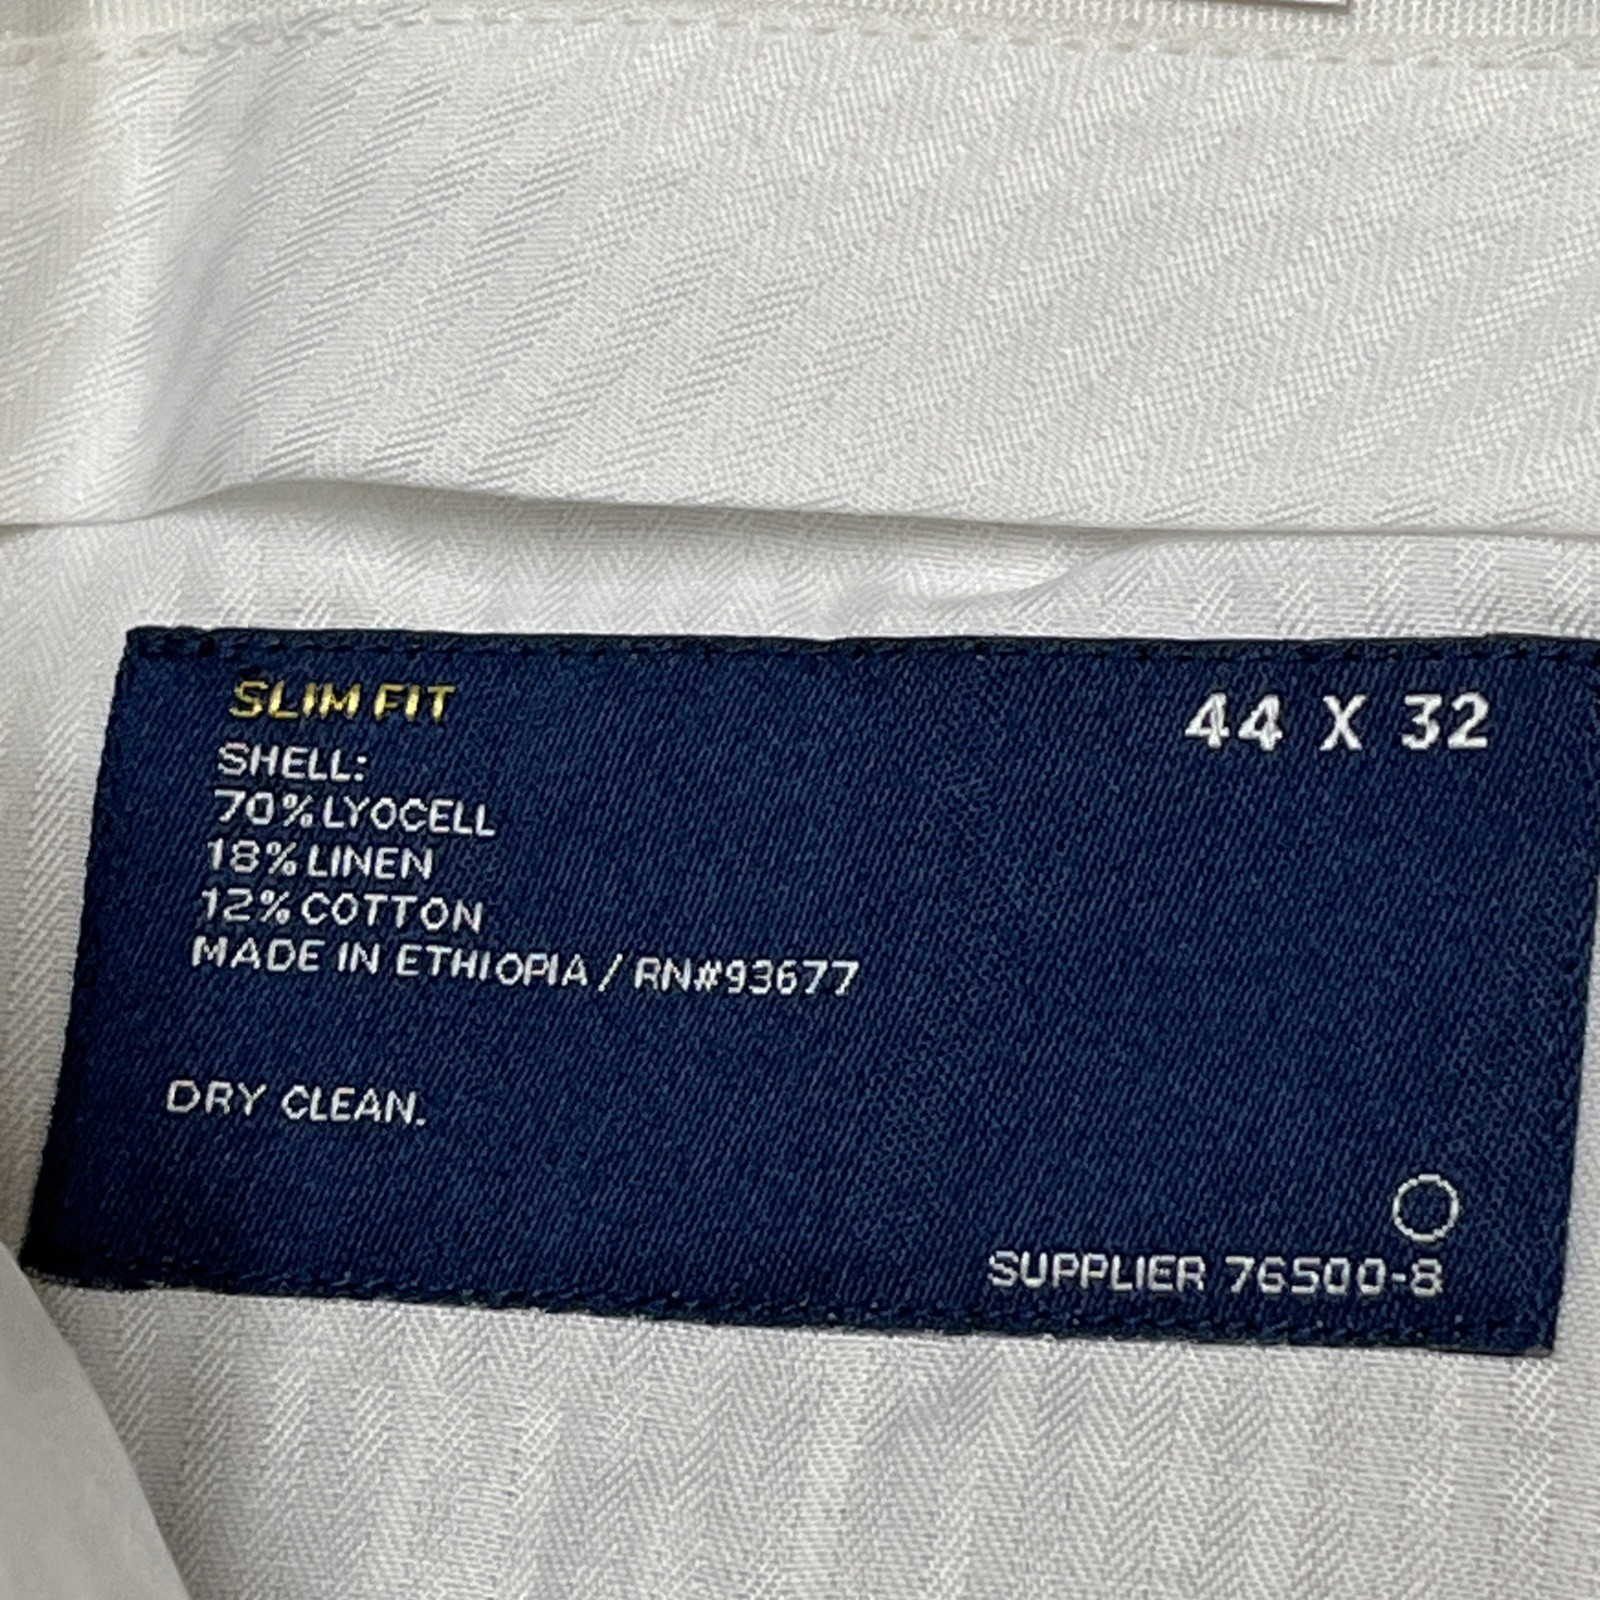 SLIM FIT
44 X 32
SHELL:
70% LYOCELL
18% LINEN
12% COTTON
MADE IN ETHIOPIA / RN#93677
DRY CLEAN.
SUPPLIER 76500-8